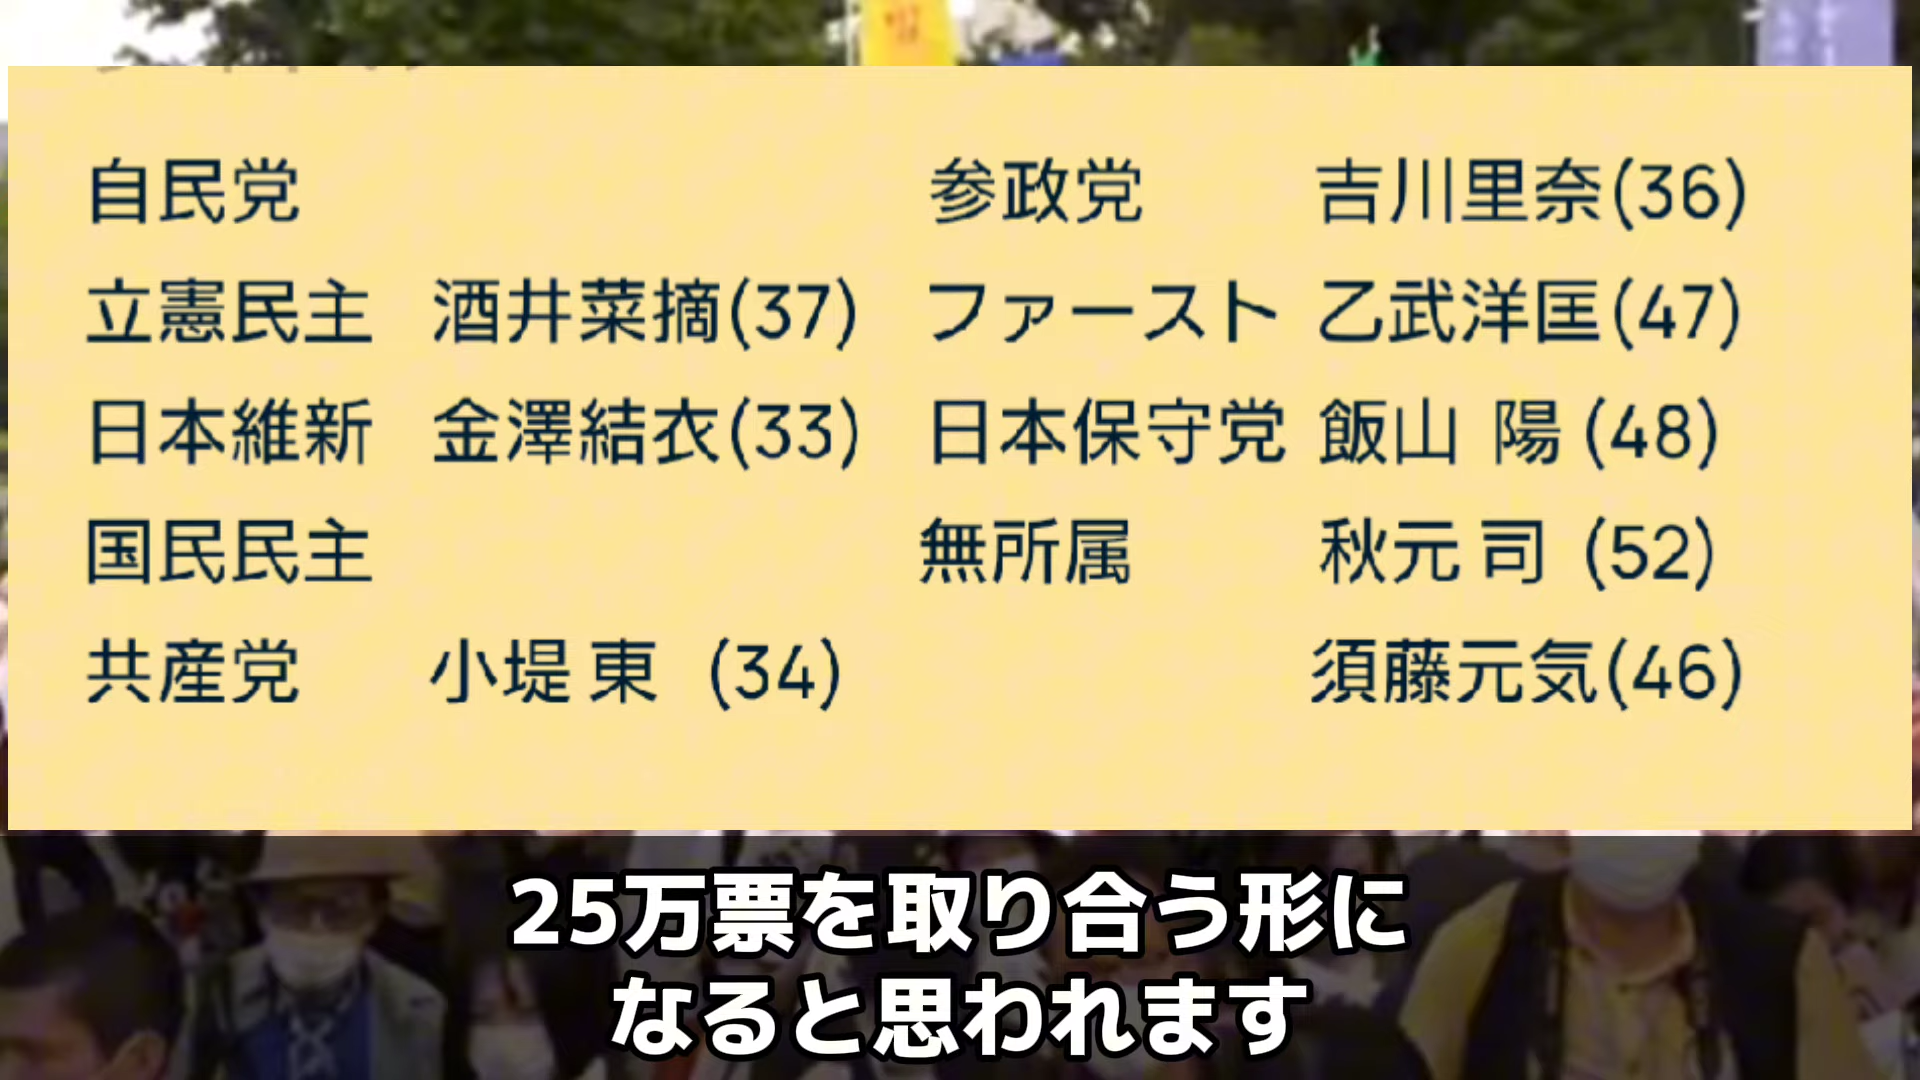 自民党
立憲民主 酒井菜摘(37)
日本維新 金澤結衣(33)
国民民主
共産党 小堤 東 (34)
参政党 吉川里奈(36)
ファースト 乙武洋匡(47)
日本保守党 飯山 陽 (48)
無所属 秋元 司 (52)
須藤元気(46)
25万票を取り合う形に
なると思われます